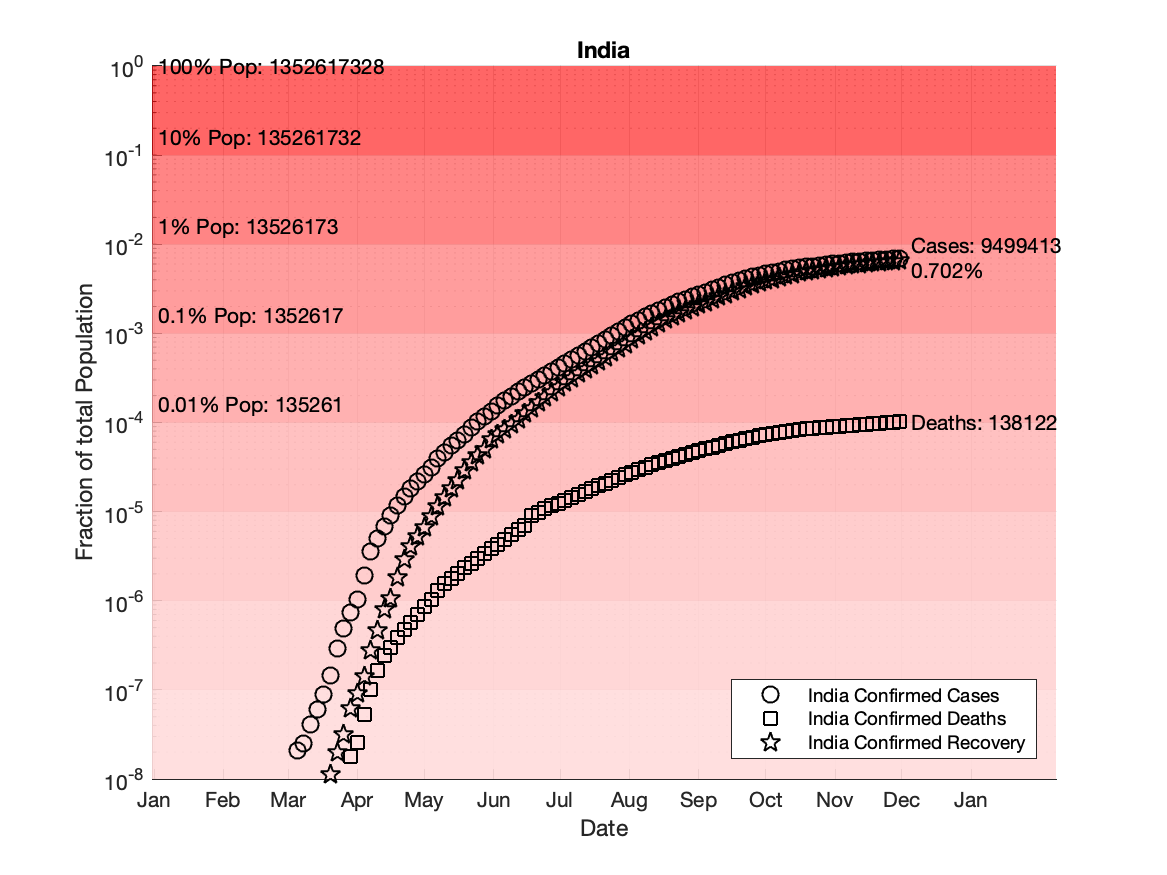 India
10^0
100% Pop: 1352617328
10% Pop: 135261732
10^-1
1% Pop: 13526173
10^-2
Cases: 9499413
0.702%
0.1% Pop: 1352617
10^-3
0.01% Pop: 135261
10^-4
Deaths: 138122
10^-5
10^-6
10^-7
10^-8
Fraction of total Population
India Confirmed Cases
India Confirmed Deaths
India Confirmed Recovery
Jan Feb Mar Apr May Jun Jul Aug Sep Oct Nov Dec Jan
Date